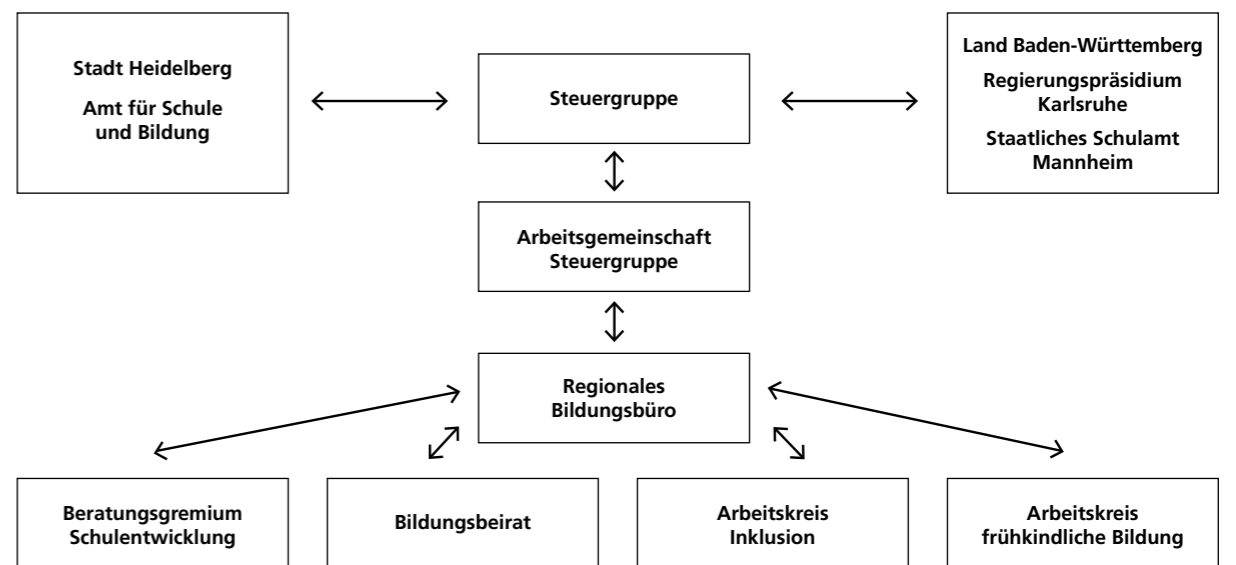 Stadt Heidelberg
Amt für Schule
und Bildung
Steuergruppe
Land Baden-Württemberg
Regierungspräsidium
Karlsruhe
Staatliches Schulamt
Mannheim
Arbeitsgemeinschaft
Steuergruppe
Regionales
Bildungsbüro
Beratungsgremium
Schulentwicklung
Bildungsbeirat
Arbeitskreis
Inklusion
Arbeitskreis
frühkindliche Bildung